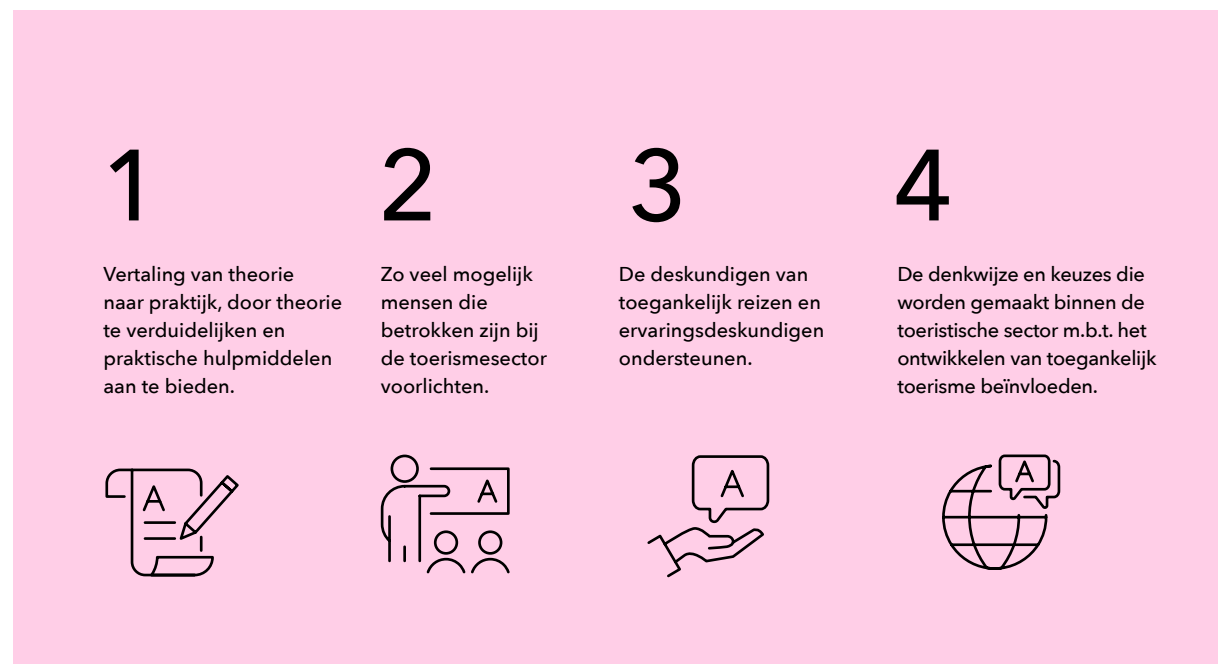 1
Vertaling van theorie
naar praktijk, door theorie
te verduidelijken en
praktische hulpmiddelen
aan te bieden.
A
2
Zo veel mogelijk
mensen die
betrokken zijn bij
de toerismesector
voorlichten.
A
3
De deskundigen van
toegankelijk reizen en
ervaringsdeskundigen
ondersteunen.
A
4
De denkwijze en keuzes die
worden gemaakt binnen de
toeristische sector m.b.t. het
ontwikkelen van toegankelijk
toerisme beïnvloeden.
A